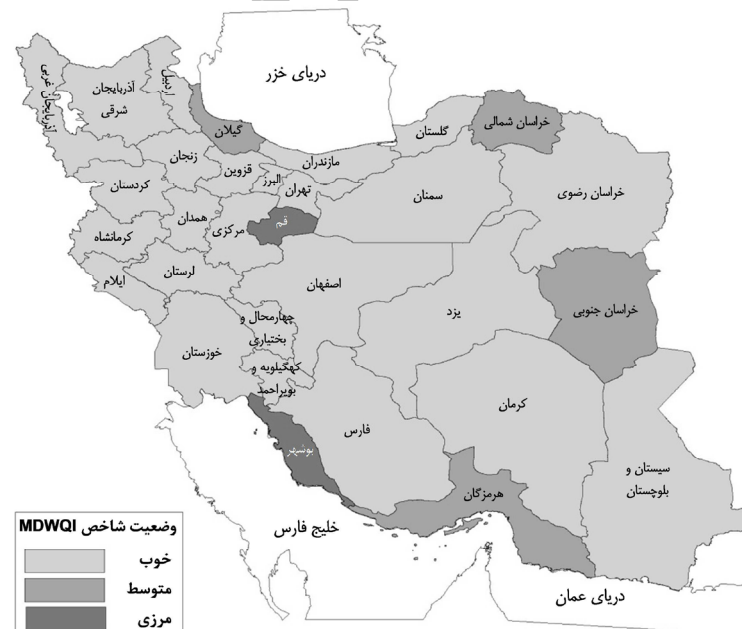 دریای خزر
آذربایجان غربی
آذربایجان
شرقی
اردبیل
گیلان
خراسان شمالی
گلستان
مازندران
زنجان
قزوین
البرز
تهران
سمنان
خراسان رضوی
کردستان
همدان
مرکزی
قم
کرمانشاه
لرستان
ایلام
اصفهان
یزد
خراسان جنوبی
چهارمحال و
بختیاری
خوزستان
کهگیلویه و
بویراحمد
کرمان
فارس
بوشهر
سیستان و
بلوچستان
هرمزگان
خلیج فارس
دریای عمان
وضعیت شاخص MDWQI
خوب
متوسط
مرزی